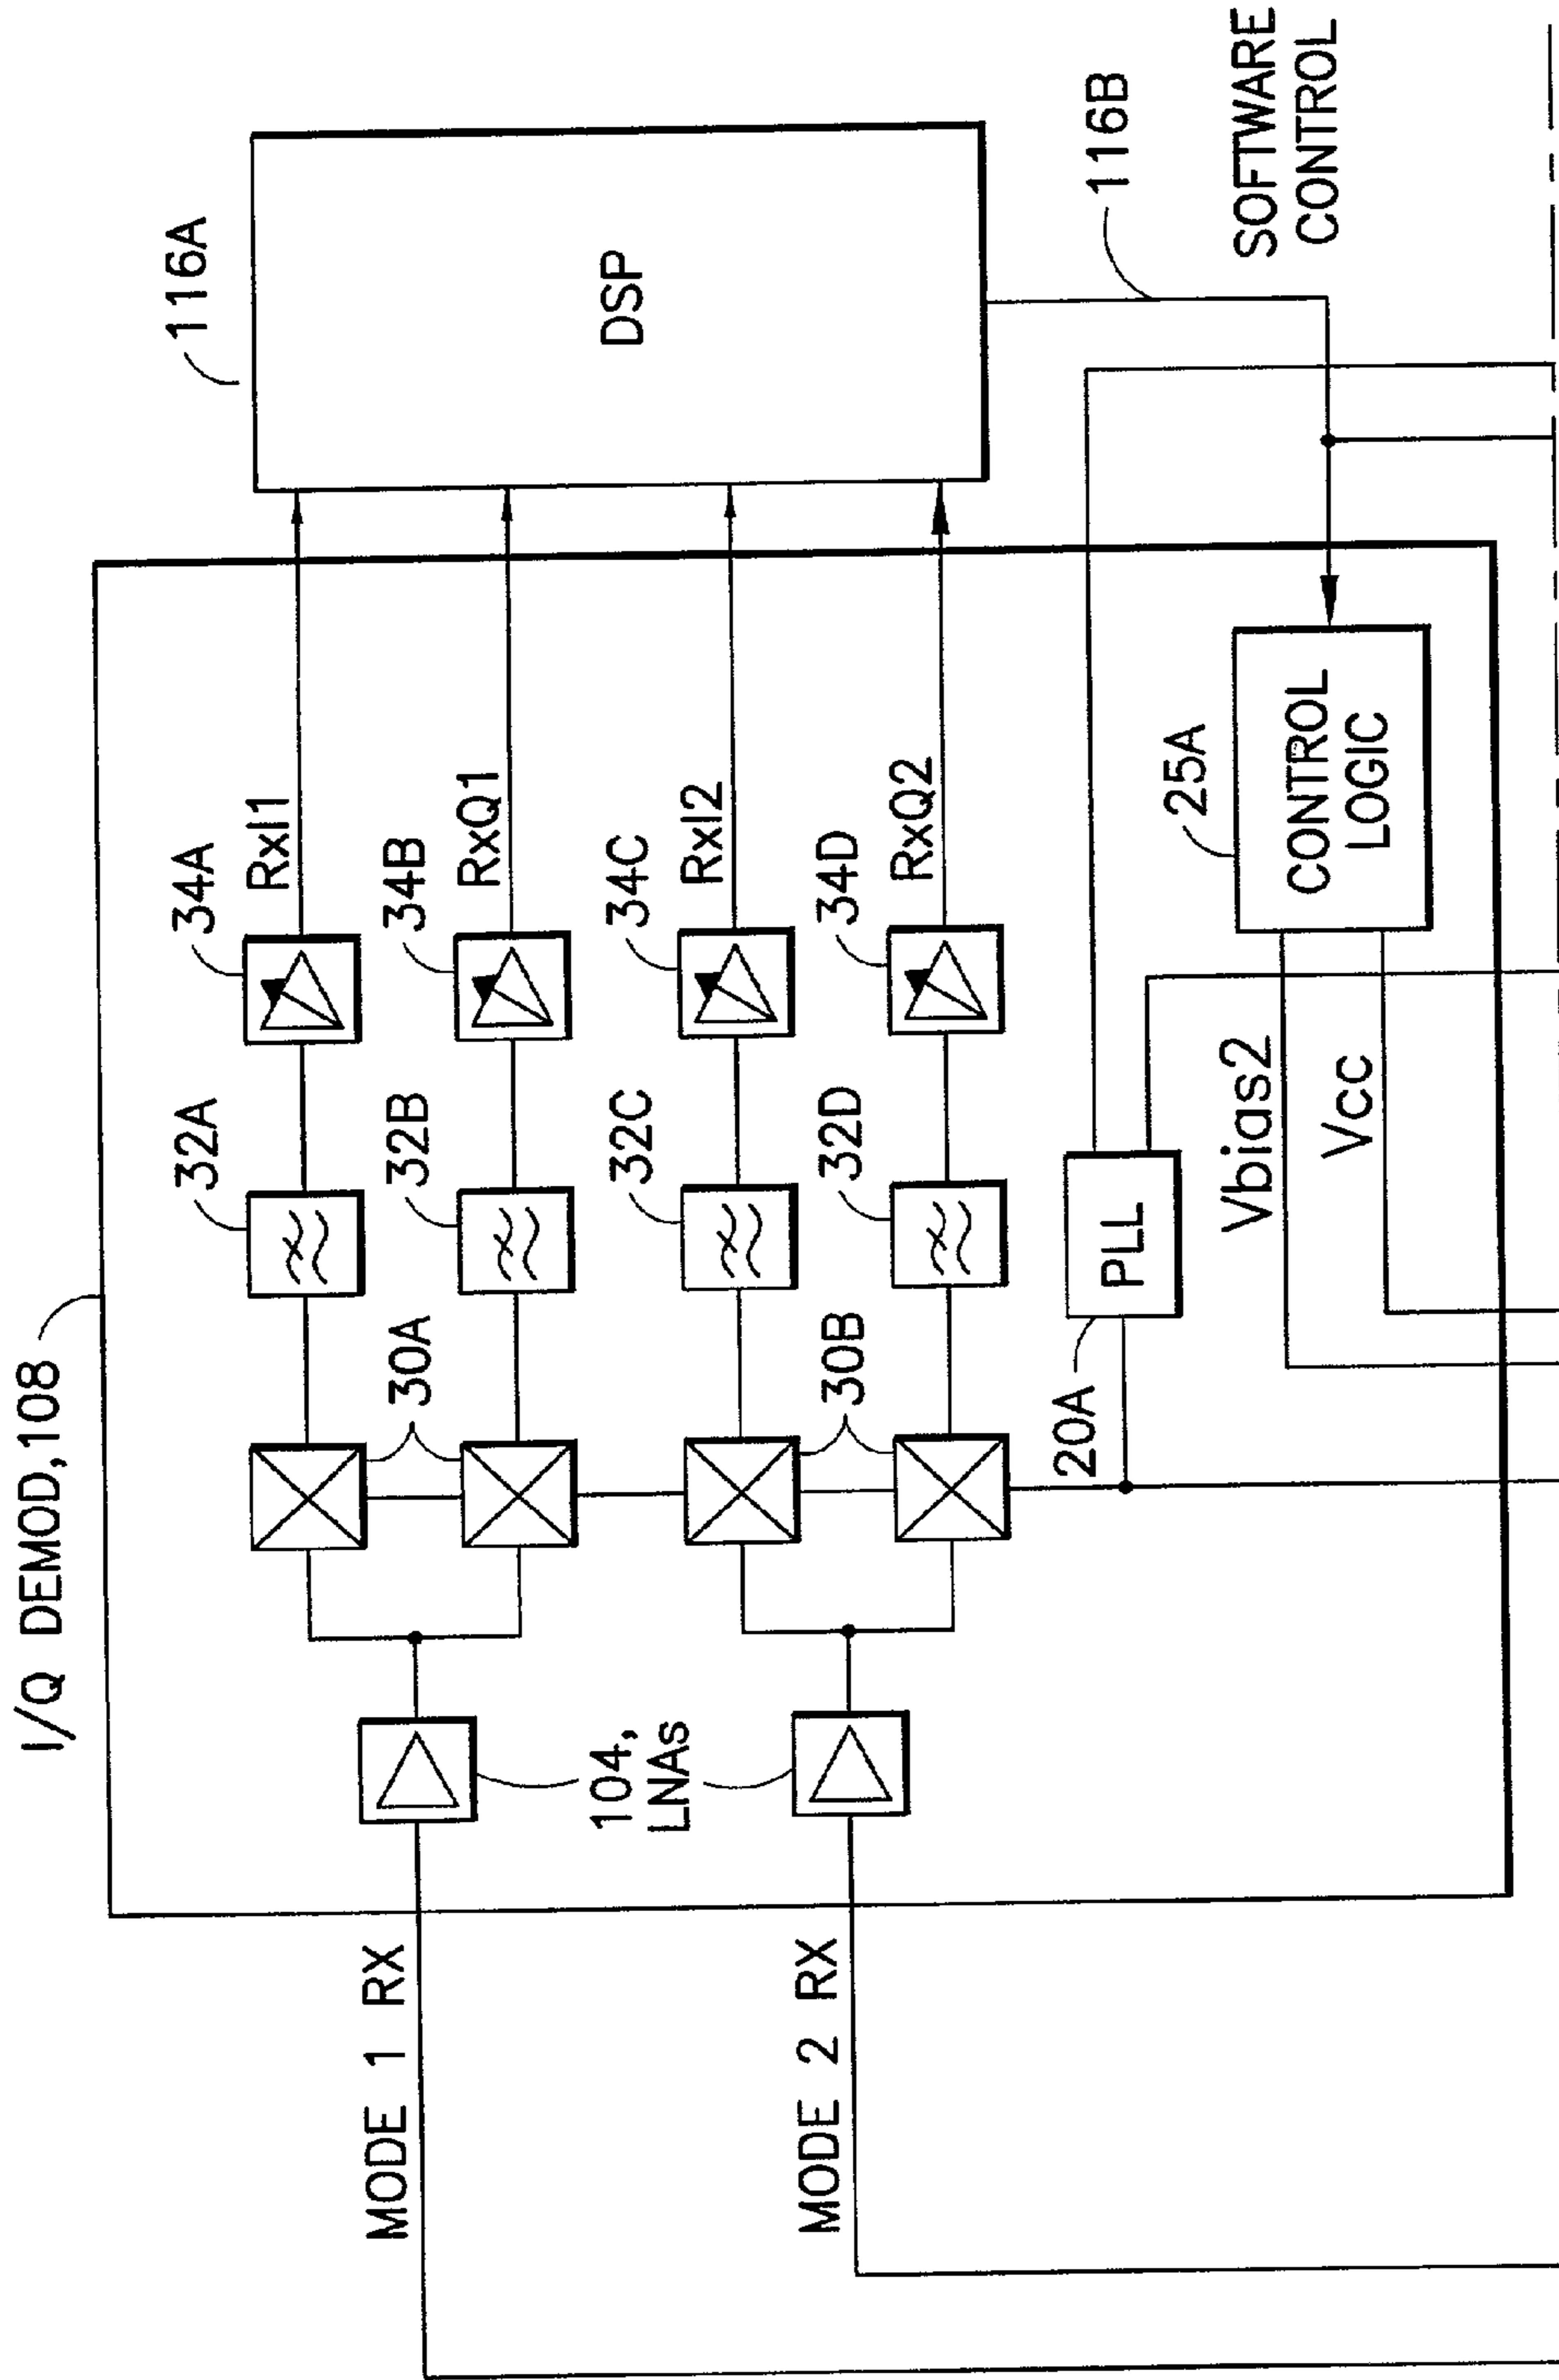 I/Q DEMOD,108
116A
34A
RxI1
32A
30A
34B
RxQ1
32B
DSP
104,
LNAs
34C
RxI2
32C
30B
34D
RxQ2
32D
MODE 1 RX
MODE 2 RX
20A
PLL
116B
25A
CONTROL
LOGIC
SOFTWARE
CONTROL
Vbias2
Vcc